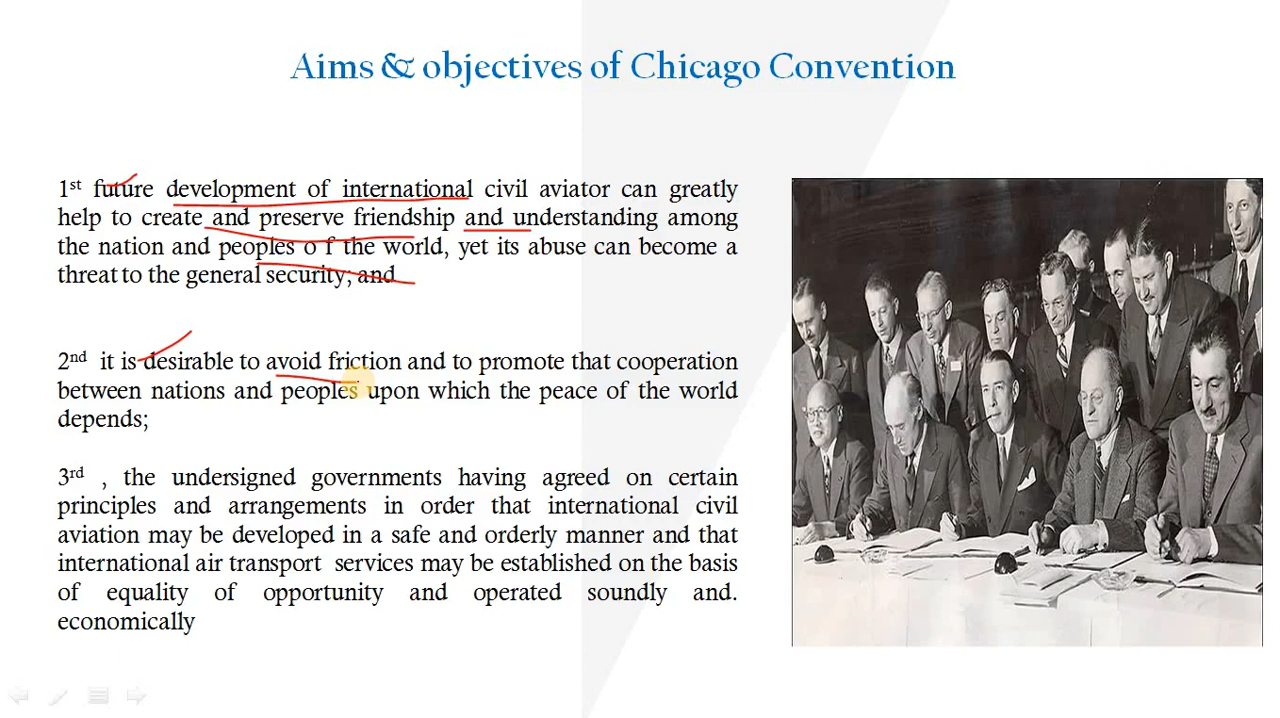 Aims & objectives of Chicago Convention
1st future development of international civil aviator can greatly
help to create and preserve friendship and understanding among
the nation and peoples o f the world, yet its abuse can become a
threat to the general security; and
2nd it is desirable to avoid friction and to promote that cooperation
between nations and peoples upon which the peace of the world
depends;
3rd , the undersigned governments having agreed on certain
principles and arrangements in order that international civil
aviation may be developed in a safe and orderly manner and that
international air transport services may be established on the basis
of equality of opportunity and operated soundly and.
economically